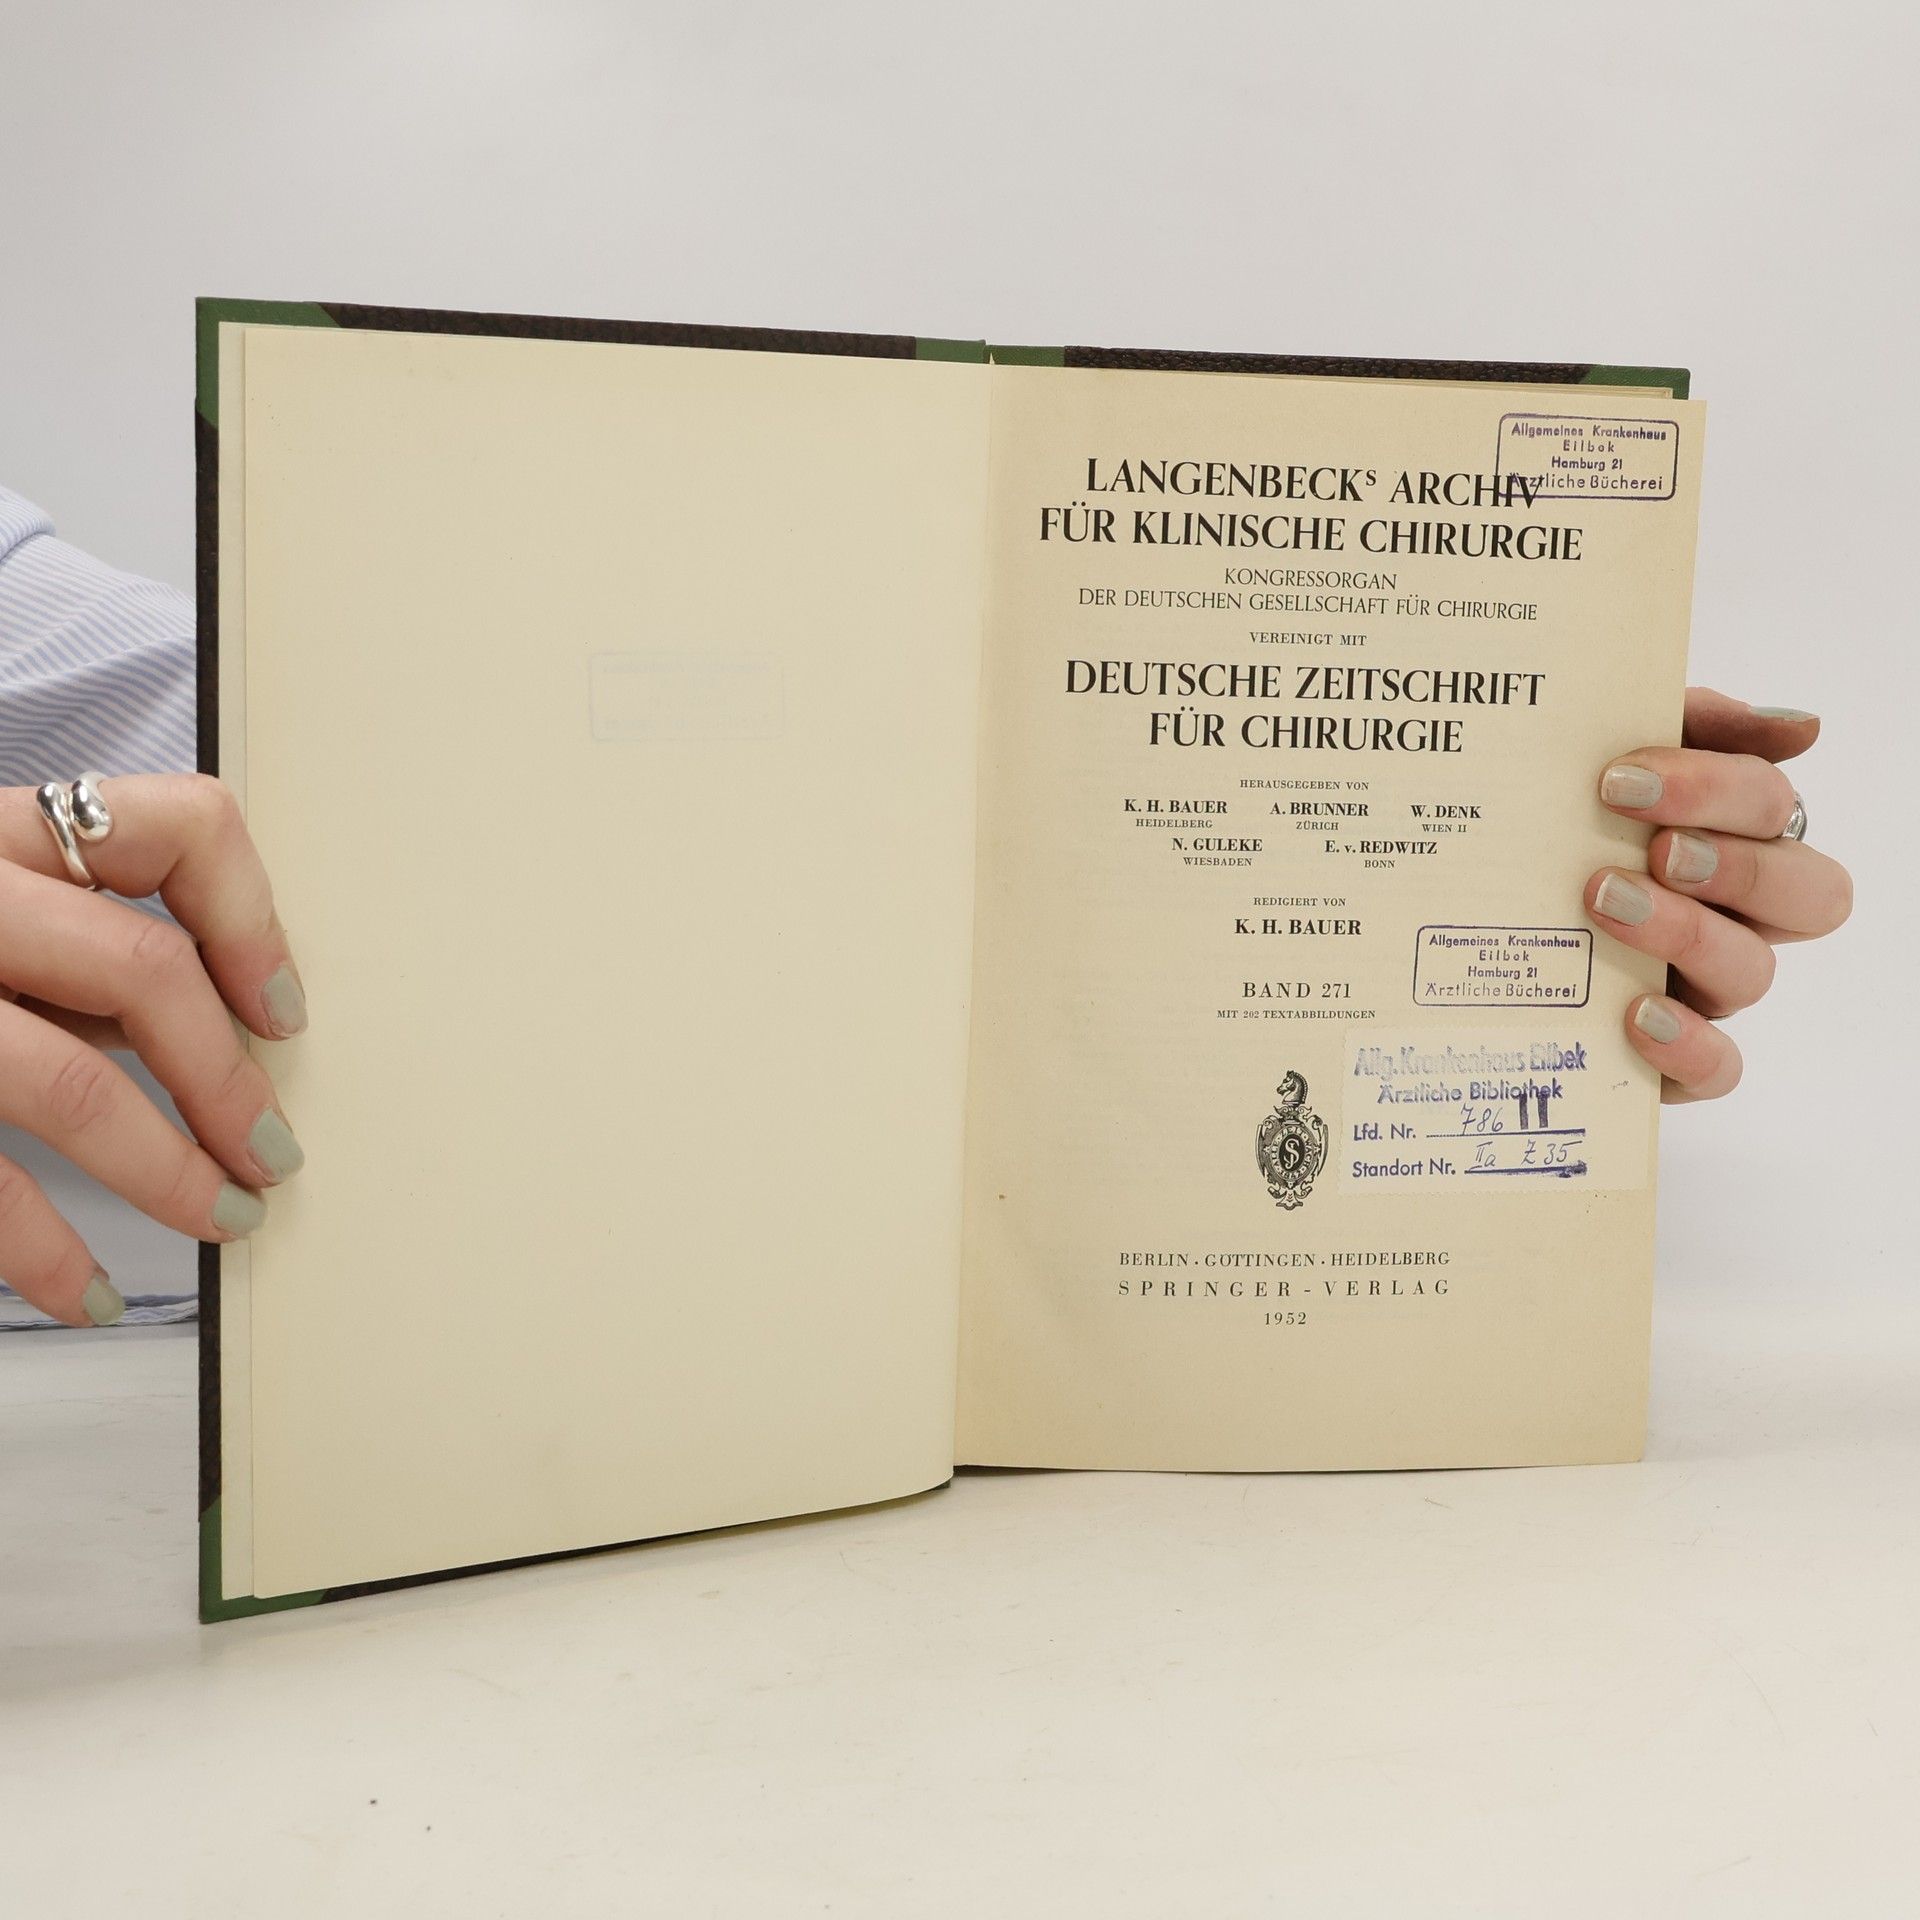 Allgemeines Krankenhaus
Eilbek
Hamburg 21
Ärztliche Bücherei
LANGENBECKS ARCHIV
FÜR KLINISCHE CHIRURGIE
KONGRESSORGAN
DER DEUTSCHEN GESELLSCHAFT FÜR CHIRURGIE
VEREINIGT MIT
DEUTSCHE ZEITSCHRIFT
FÜR CHIRURGIE
HERAUSGEGEBEN VON
K. H. BAUER A. BRUNNER W. DENK
HEIDELBERG ZÜRICH WIEN II
N. GULEKE E. v. REDWITZ
WIESBADEN BONN
REDIGIERT VON
K. H. BAUER
Allgemeines Krankenhaus
Eilbek
Hamburg 21
Ärztliche Bücherei
BAND 271
MIT 202 TEXTABBILDUNGEN
Allg. Krankenhaus Eilbek
Ärztliche Bibliothek
Lfd. Nr. 786 II
Standort Nr. IIa Z 35
BERLIN · GÖTTINGEN · HEIDELBERG
SPRINGER-VERLAG
1952